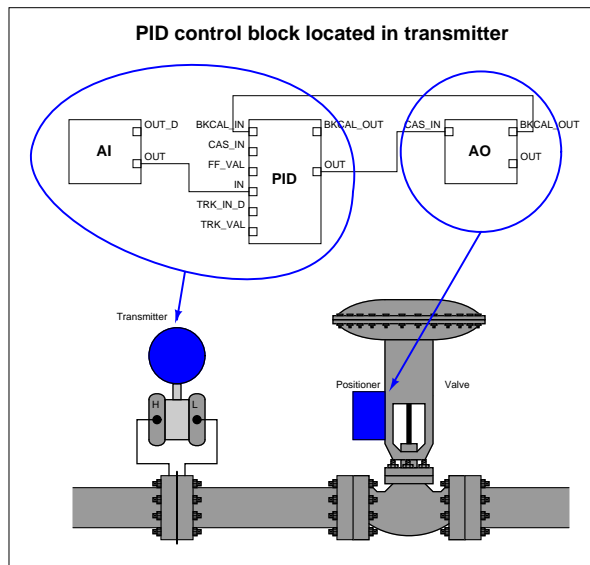 PID control block located in transmitter
AI
OUT_D
OUT
BKCAL_IN
CAS_IN
FF_VAL
IN
TRK_IN_D
TRK_VAL
PID
BKCAL_OUT
OUT
CAS_IN
AO
BKCAL_OUT
OUT
Transmitter
H
L
Positioner
Valve